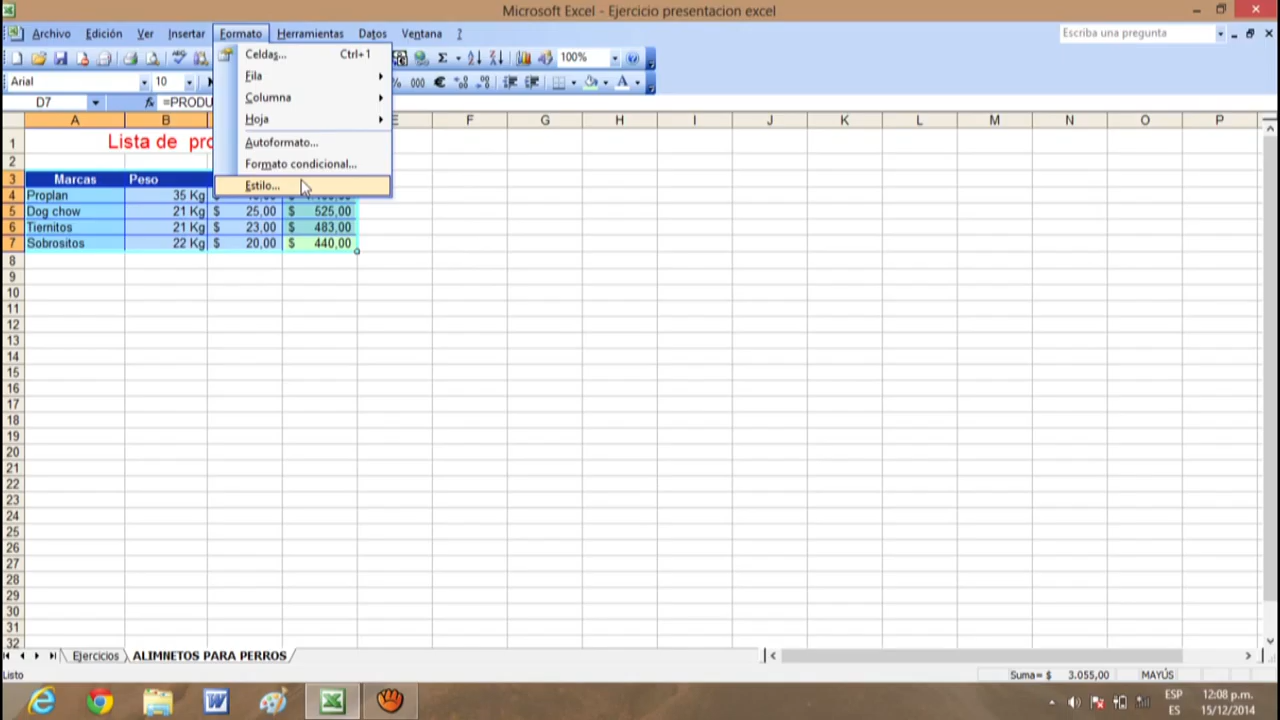 Microsoft Excel - Ejercicio presentacion excel
Archivo Edición Ver Insertar Formato Herramientas Datos Ventana ? Escriba una pregunta
Celdas... Ctrl+1
Fila
Columna
Hoja
Autoformato...
Formato condicional...
Estilo...
Σ 100%
Arial 10 % 000 €
D7 fx =PRODU
A B E F G H I J K L M N O P
1 Lista de pro
2
3 Marcas Peso
4 Proplan 35 Kg
5 Dog chow 21 Kg $ 25,00 $ 525,00
6 Tiernitos 21 Kg $ 23,00 $ 483,00
7 Sobrositos 22 Kg $ 20,00 $ 440,00
8
9
10
11
12
13
14
15
16
17
18
19
20
21
22
23
24
25
26
27
28
29
30
31
32
Ejercicios ALIMNETOS PARA PERROS
Listo Suma= $ 3.055,00 MAYÚS
ESP 12:08 p.m.
ES 15/12/2014